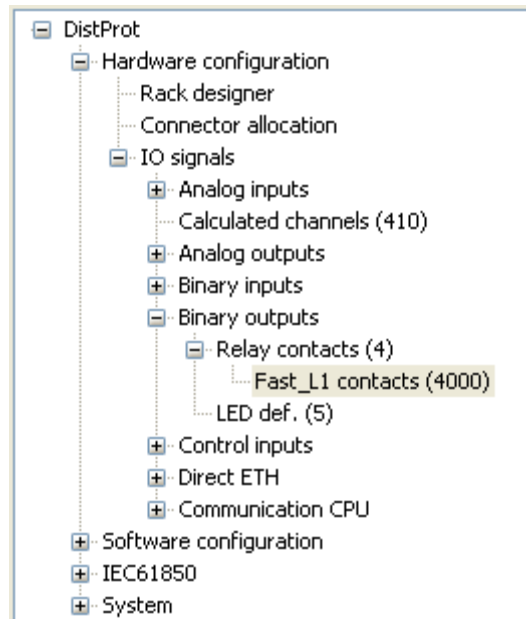 DistProt
Hardware configuration
Rack designer
Connector allocation
IO signals
Analog inputs
Calculated channels (410)
Analog outputs
Binary inputs
Binary outputs
Relay contacts (4)
Fast_L1 contacts (4000)
LED def. (5)
Control inputs
Direct ETH
Communication CPU
Software configuration
IEC61850
System